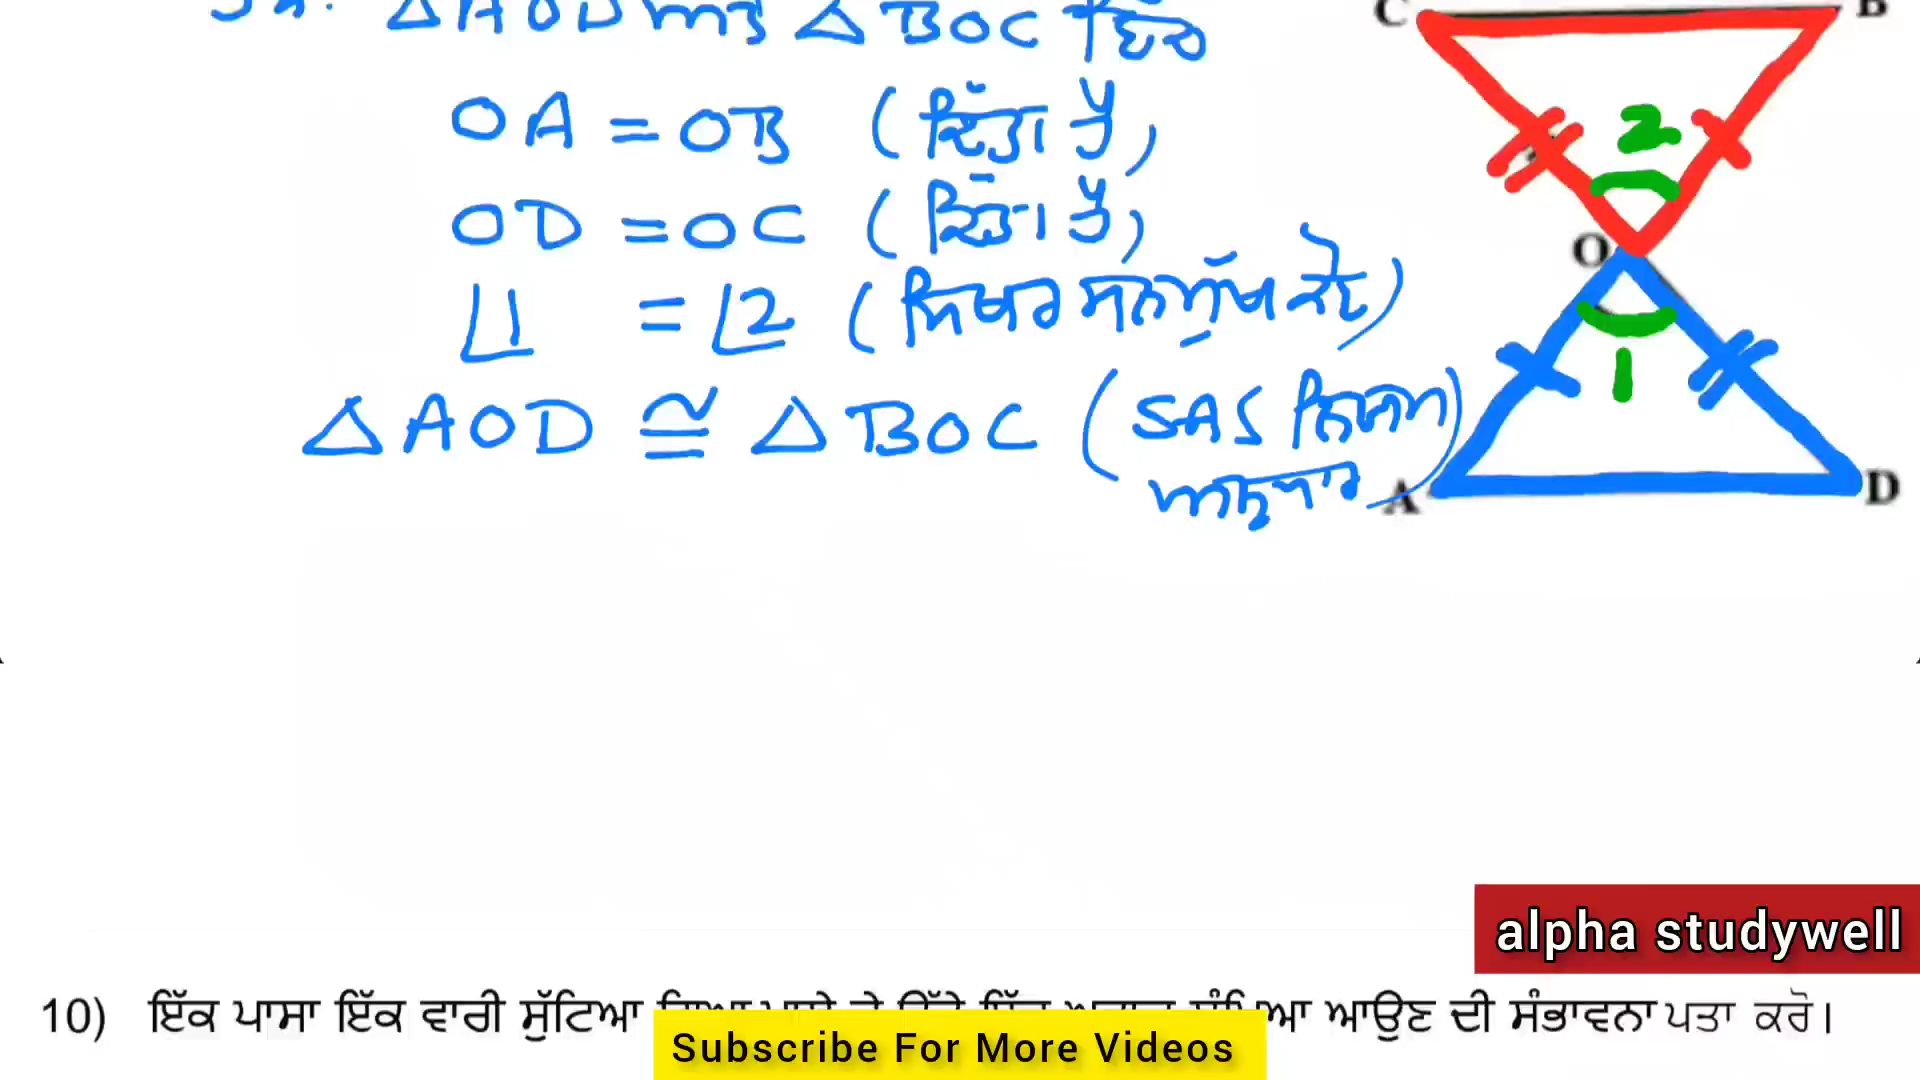 △AOD ਅਤੇ △BOC ਵਿੱਚ
C
B
OA = OB (ਦਿੱਤਾ ਹੈ)
2
OD = OC (ਦਿੱਤਾ ਹੈ)
O
∠1 = ∠2 (ਸਿਖਰ ਸਨਮੁੱਖ ਕੋਣ)
1
△AOD ≅ △BOC (SAS ਨਿਯਮ
ਅਨੁਸਾਰ)
A
D
alpha studywell
10) ਇੱਕ ਪਾਸਾ ਇੱਕ ਵਾਰੀ ਸੁੱਟਿਆ ਆਉਣ ਦੀ ਸੰਭਾਵਨਾ ਪਤਾ ਕਰੋ।
Subscribe For More Videos